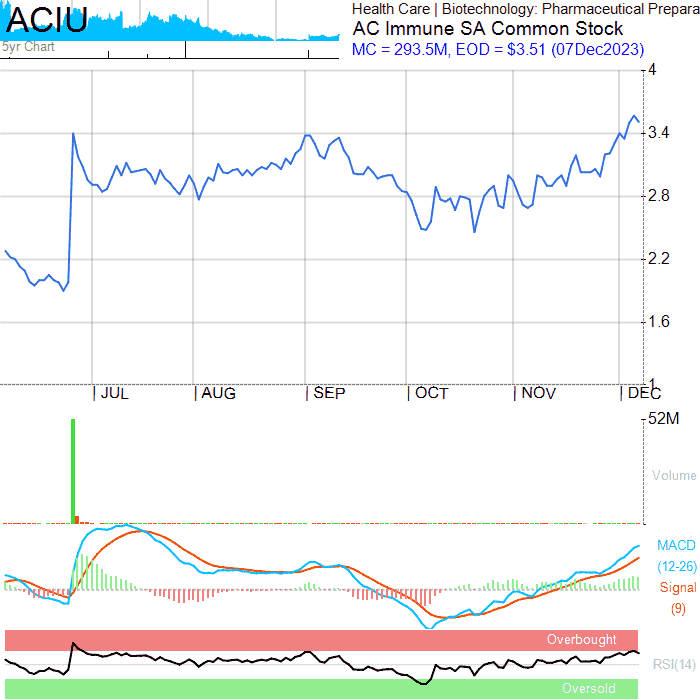 ACIU
5yr Chart
Health Care | Biotechnology: Pharmaceutical Prepara
AC Immune SA Common Stock
MC = 293.5M, EOD = $3.51 (07Dec2023)
4
3.4
2.8
2.2
1.6
1
JUL
AUG
SEP
OCT
NOV
DEC
52M
Volume
MACD
(12-26)
Signal
(9)
Overbought
RSI(14)
Oversold